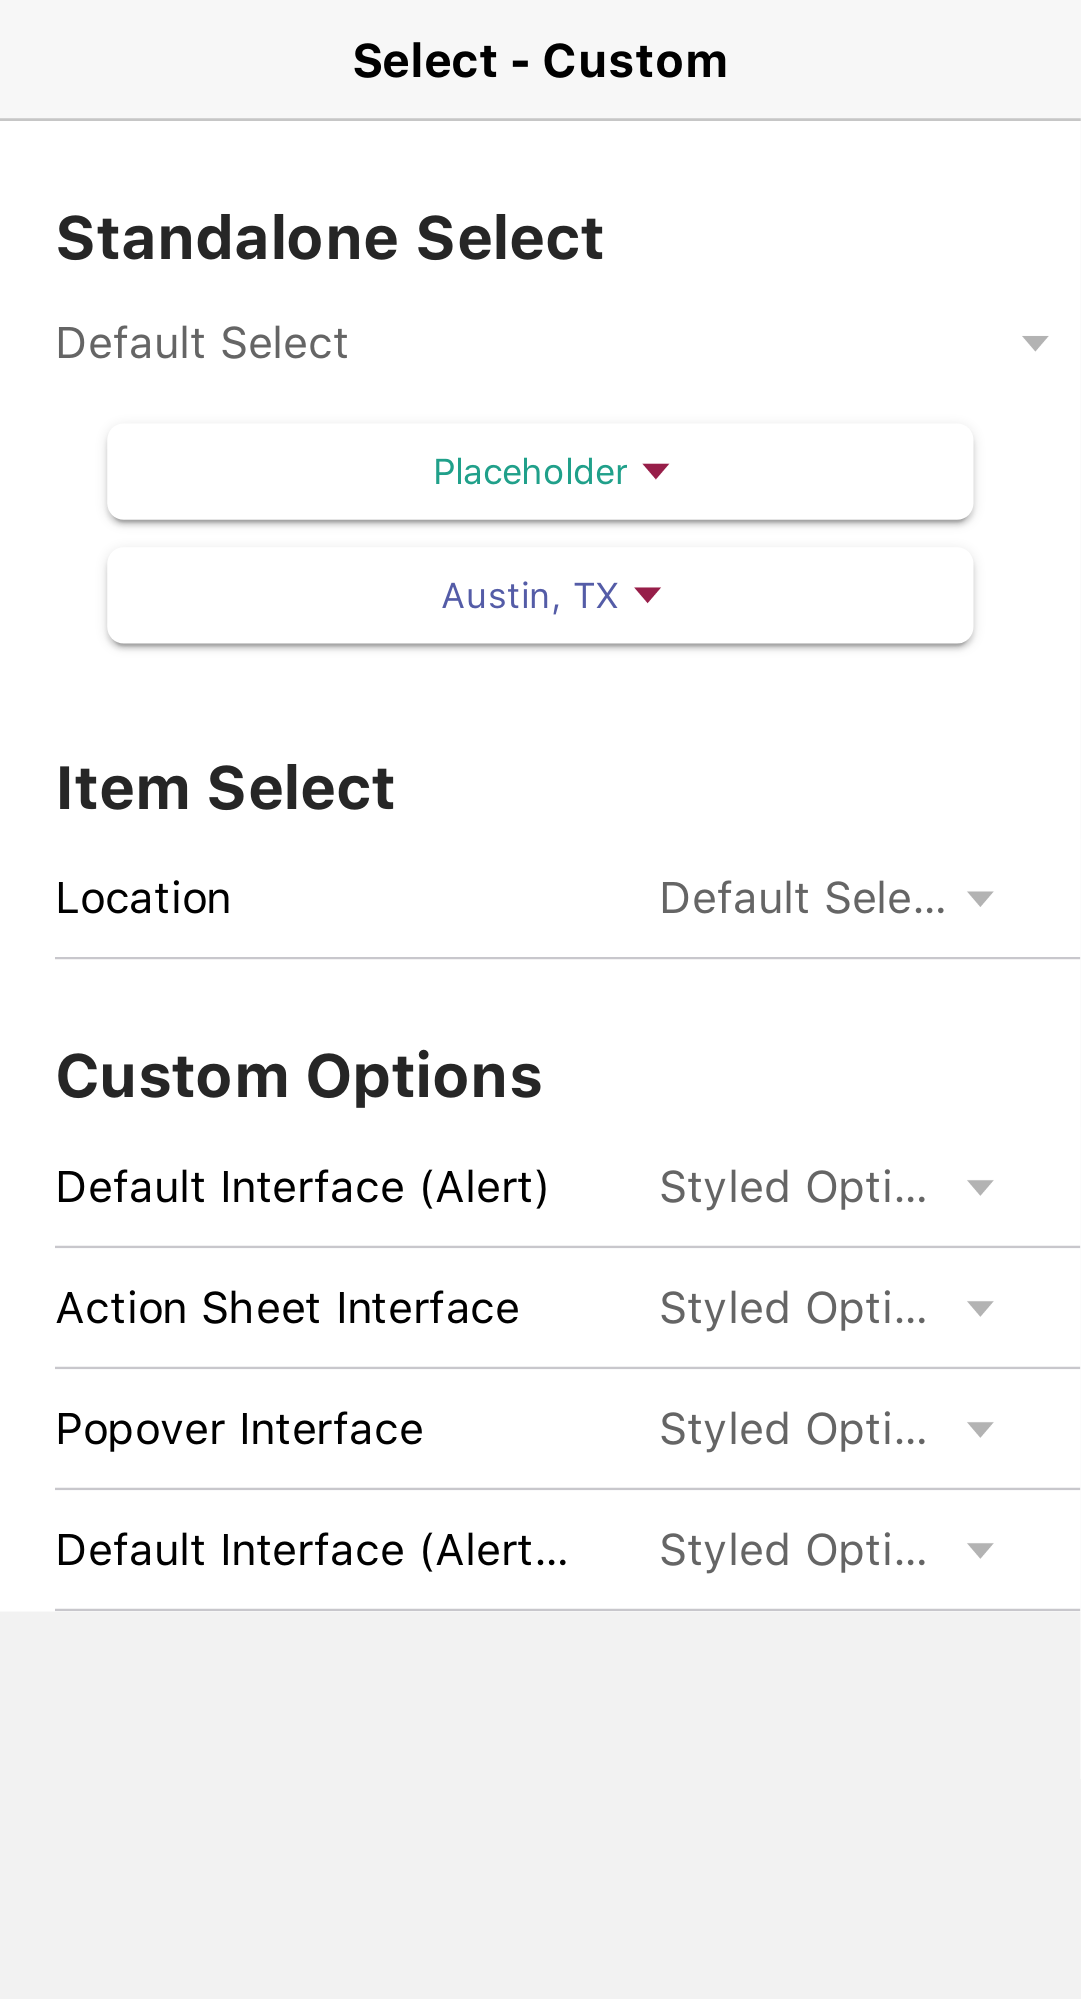 Select - Custom
Standalone Select
Default Select
Placeholder
Austin, TX
Item Select
Location Default Sele...
Custom Options
Default Interface (Alert) Styled Opti...
Action Sheet Interface Styled Opti...
Popover Interface Styled Opti...
Default Interface (Alert... Styled Opti...